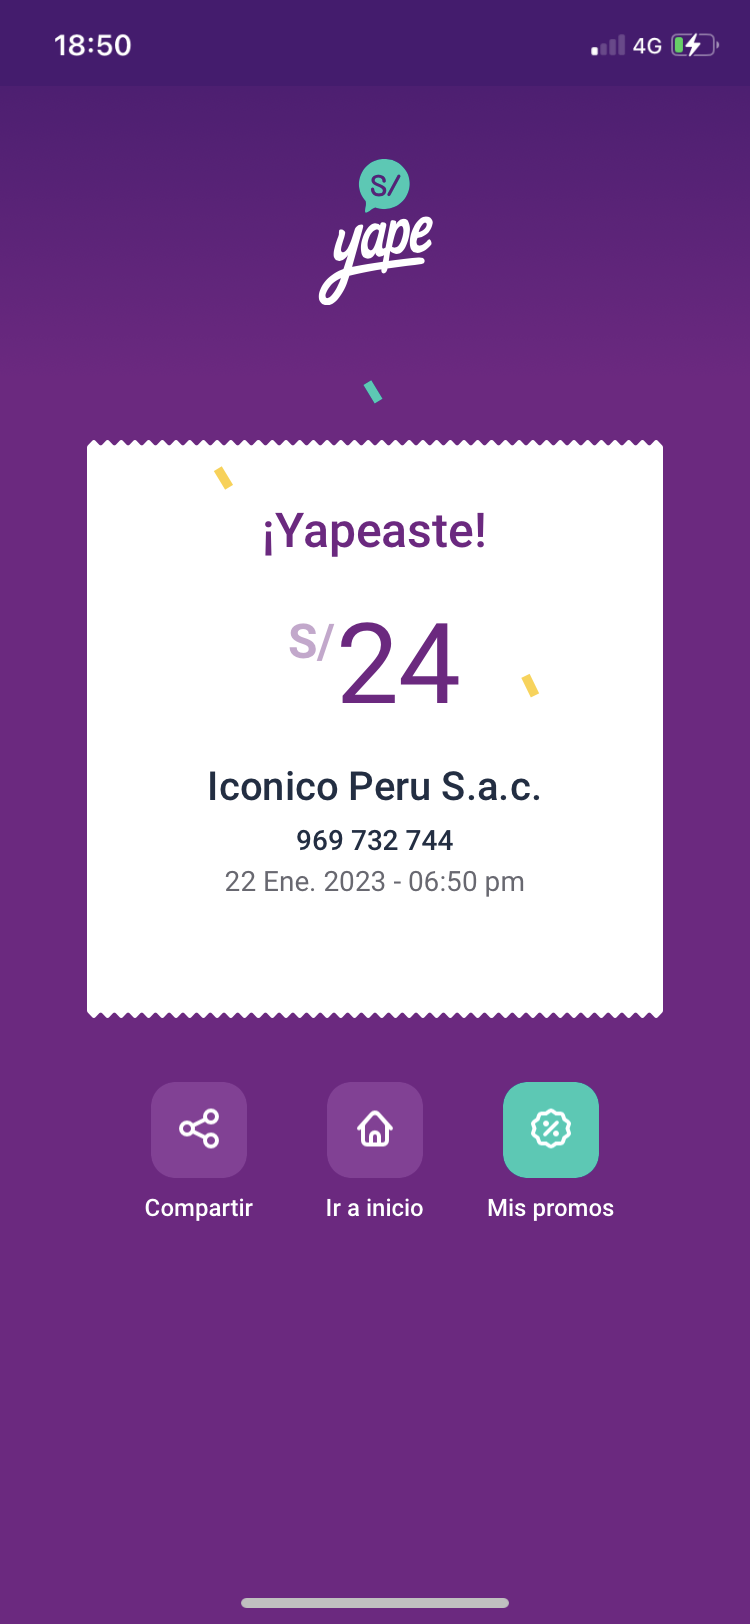 18:50
4G
S/
yape
¡Yapeaste!
S/24
Iconico Peru S.a.c.
969 732 744
22 Ene. 2023 - 06:50 pm
Compartir
Ir a inicio
Mis promos